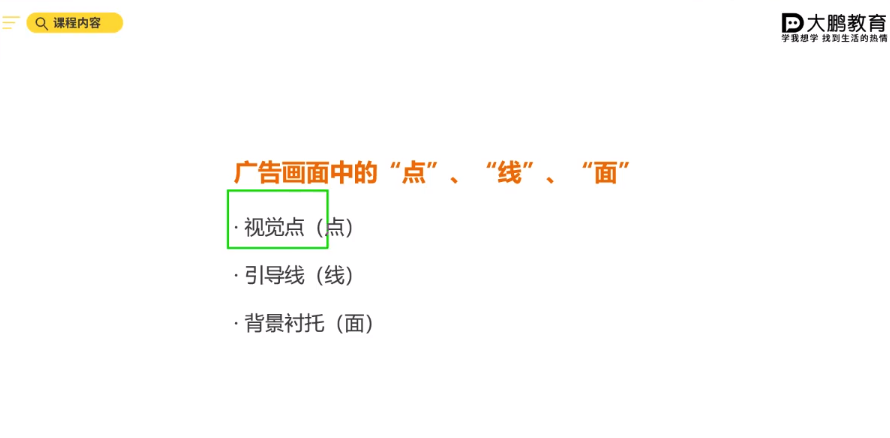 课程内容
大鹏教育
学我想学 找到生活的热情
广告画面中的“点”、“线”、“面”
· 视觉点（点）
· 引导线（线）
· 背景衬托（面）